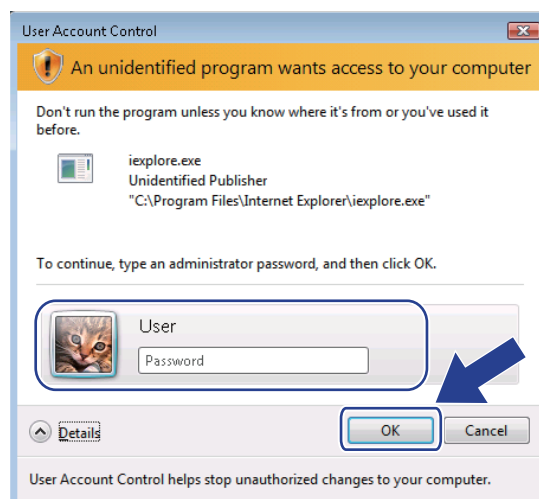 User Account Control
An unidentified program wants access to your computer
Don't run the program unless you know where it's from or you've used it
before.
iexplore.exe
Unidentified Publisher
"C:\Program Files\Internet Explorer\iexplore.exe"
To continue, type an administrator password, and then click OK.
User
Password
Details
OK
Cancel
User Account Control helps stop unauthorized changes to your computer.